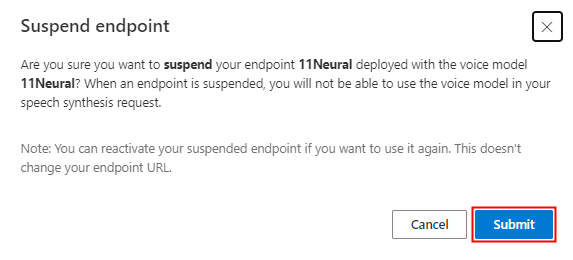 Suspend endpoint
Are you sure you want to suspend your endpoint 11Neural deployed with the voice model
11Neural? When an endpoint is suspended, you will not be able to use the voice model in your
speech synthesis request.
Note: You can reactivate your suspended endpoint if you want to use it again. This doesn't
change your endpoint URL.
Cancel
Submit